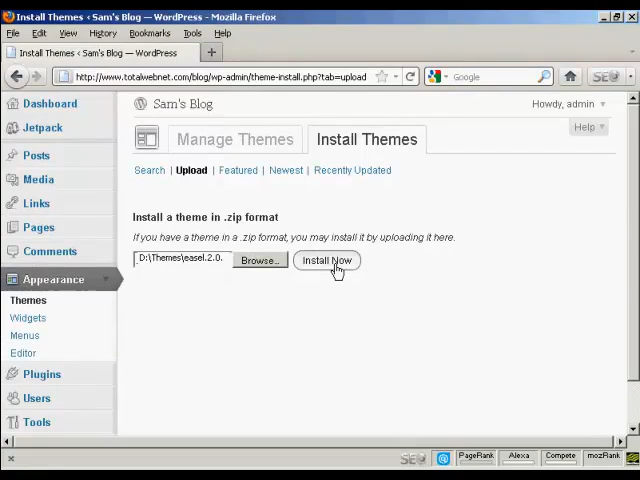 Install Themes ‹ Sam's Blog — WordPress - Mozilla Firefox
File Edit View History Bookmarks Tools Help
Install Themes ‹ Sam's Blog — WordPress +
http://www.totalwebnet.com/blog/wp-admin/theme-install.php?tab=upload Google SEO
Dashboard
Jetpack
Posts
Media
Links
Pages
Comments
Appearance
Themes
Widgets
Menus
Editor
Plugins
Users
Tools
Sam's Blog Howdy, admin
Help
Manage Themes Install Themes
Search | Upload | Featured | Newest | Recently Updated
Install a theme in .zip format
If you have a theme in a .zip format, you may install it by uploading it here.
D:\Themes\easel.2.0. Browse... Install Now
× SEO @ PageRank Alexa Compete mozRank